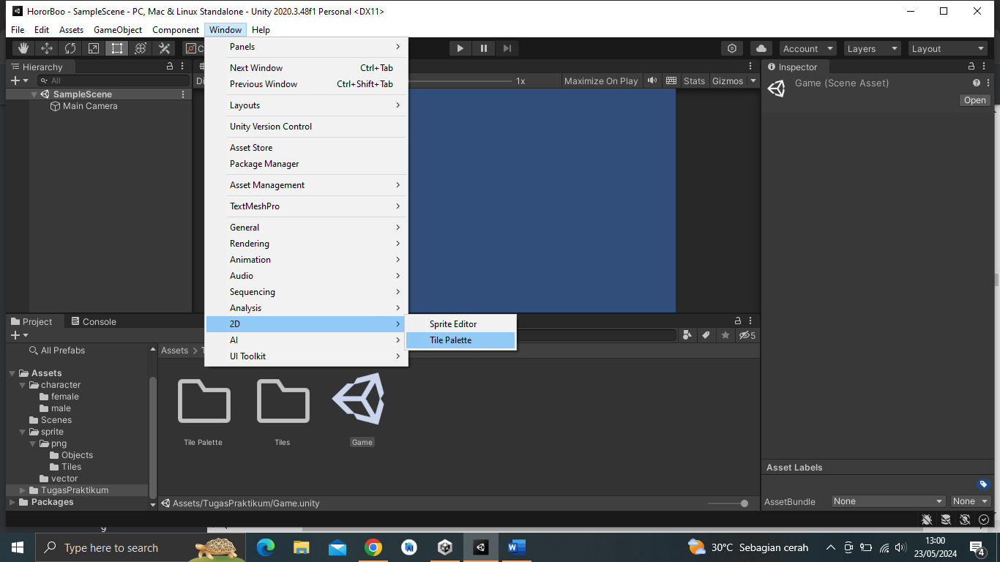 HororBoo - SampleScene - PC, Mac & Linux Standalone - Unity 2020.3.48f1 Personal <DX11>
File Edit Assets GameObject Component Window Help
Account Layers Layout
Hierarchy
All
SampleScene
Main Camera
Panels
Next Window Ctrl+Tab
Previous Window Ctrl+Shift+Tab
Layouts
Unity Version Control
Asset Store
Package Manager
Asset Management
TextMeshPro
General
Rendering
Animation
Audio
Sequencing
Analysis
2D
AI
UI Toolkit
Sprite Editor
Tile Palette
1x Maximize On Play Stats Gizmos
Inspector
Game (Scene Asset)
Open
Project Console
5
All Prefabs
Assets
character
female
male
Scenes
sprite
png
Objects
Tiles
vector
TugasPraktikum
Packages
Assets >
Tile Palette Tiles Game
Assets/TugasPraktikum/Game.unity
Asset Labels
AssetBundle None None
Type here to search
30°C Sebagian cerah
13:00
23/05/2024
4